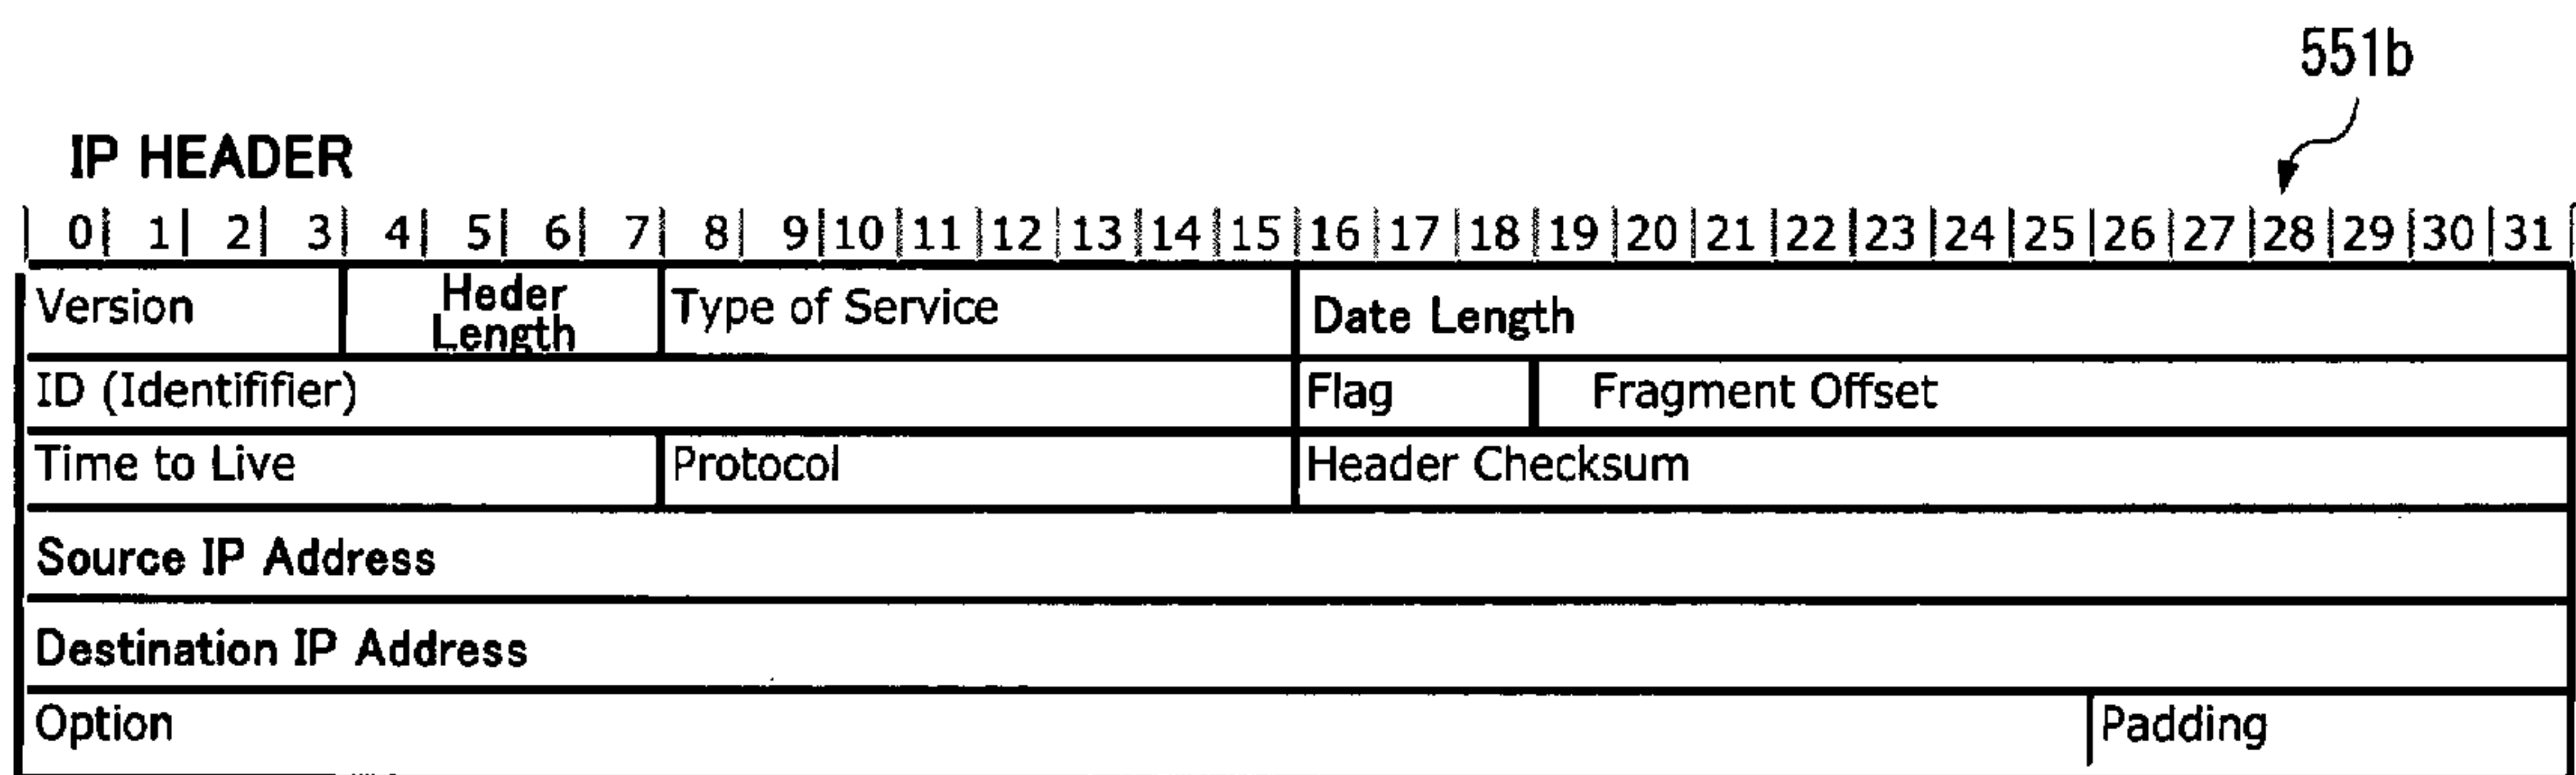 551b
IP HEADER
0 1 2 3 4 5 6 7 8 9 10 11 12 13 14 15 16 17 18 19 20 21 22 23 24 25 26 27 28 29 30 31
Version Heder Length Type of Service Date Length
ID (Identififier) Flag Fragment Offset
Time to Live Protocol Header Checksum
Source IP Address
Destination IP Address
Option Padding